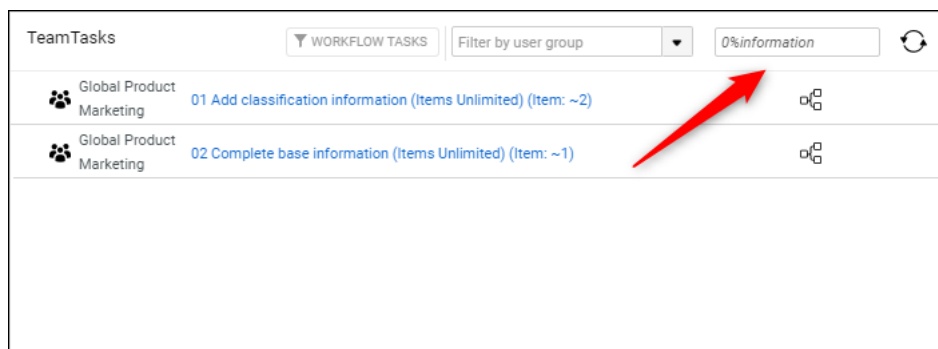 TeamTasks
WORKFLOW TASKS
Filter by user group
0%information
Global Product
Marketing
01 Add classification information (Items Unlimited) (Item: ~2)
Global Product
Marketing
02 Complete base information (Items Unlimited) (Item: ~1)